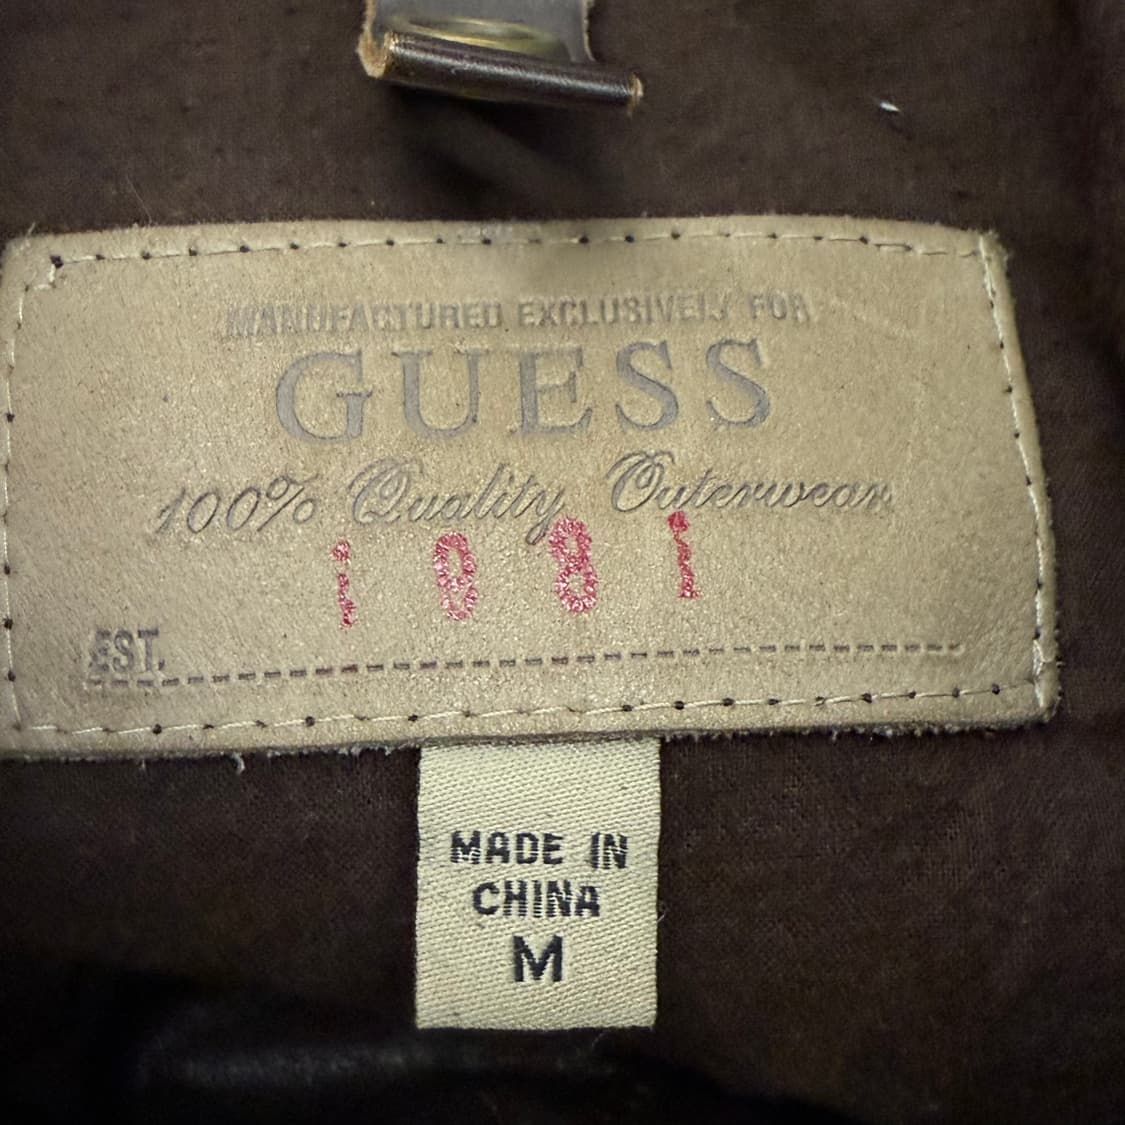 MANUFACTURED EXCLUSIVELY FOR
GUESS
100% Quality Outerwear
1981
EST.
MADE IN
CHINA
M